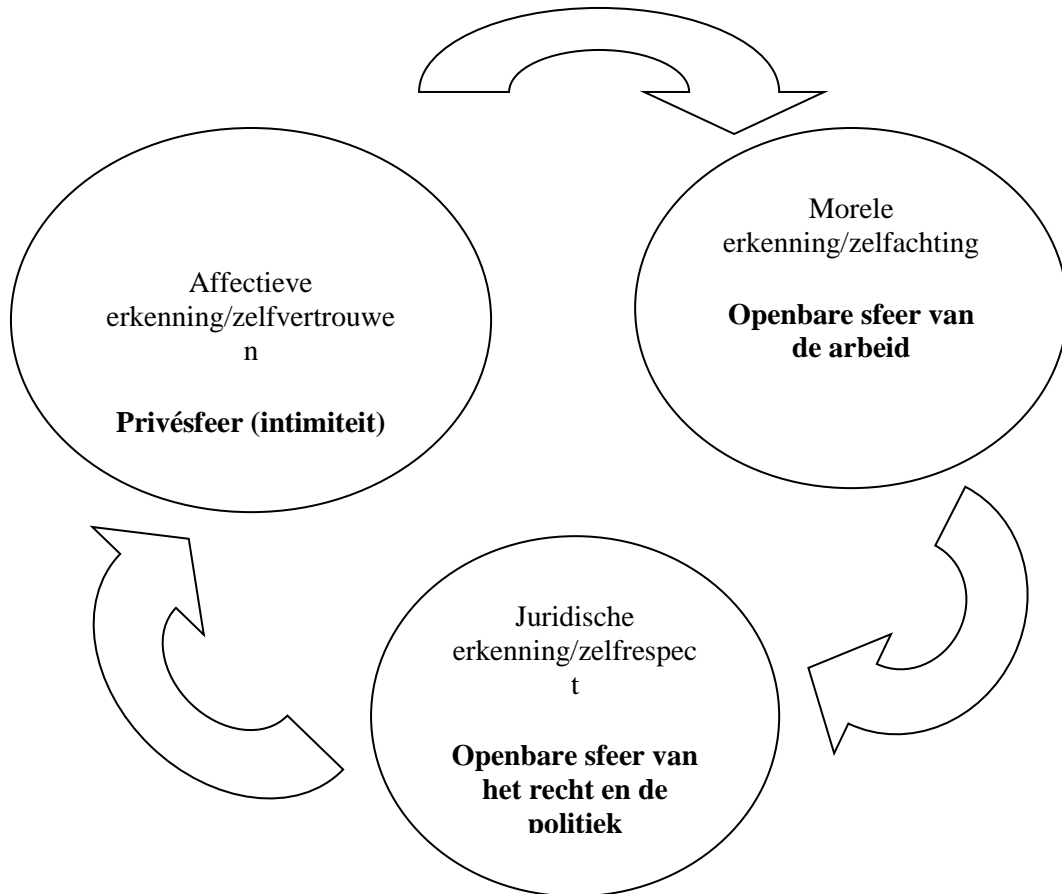 Affectieve
erkenning/zelfvertrouwe
n
Privésfeer (intimiteit)
Morele
erkenning/zelfachting
Openbare sfeer van
de arbeid
Juridische
erkenning/zelfrespec
t
Openbare sfeer van
het recht en de
politiek